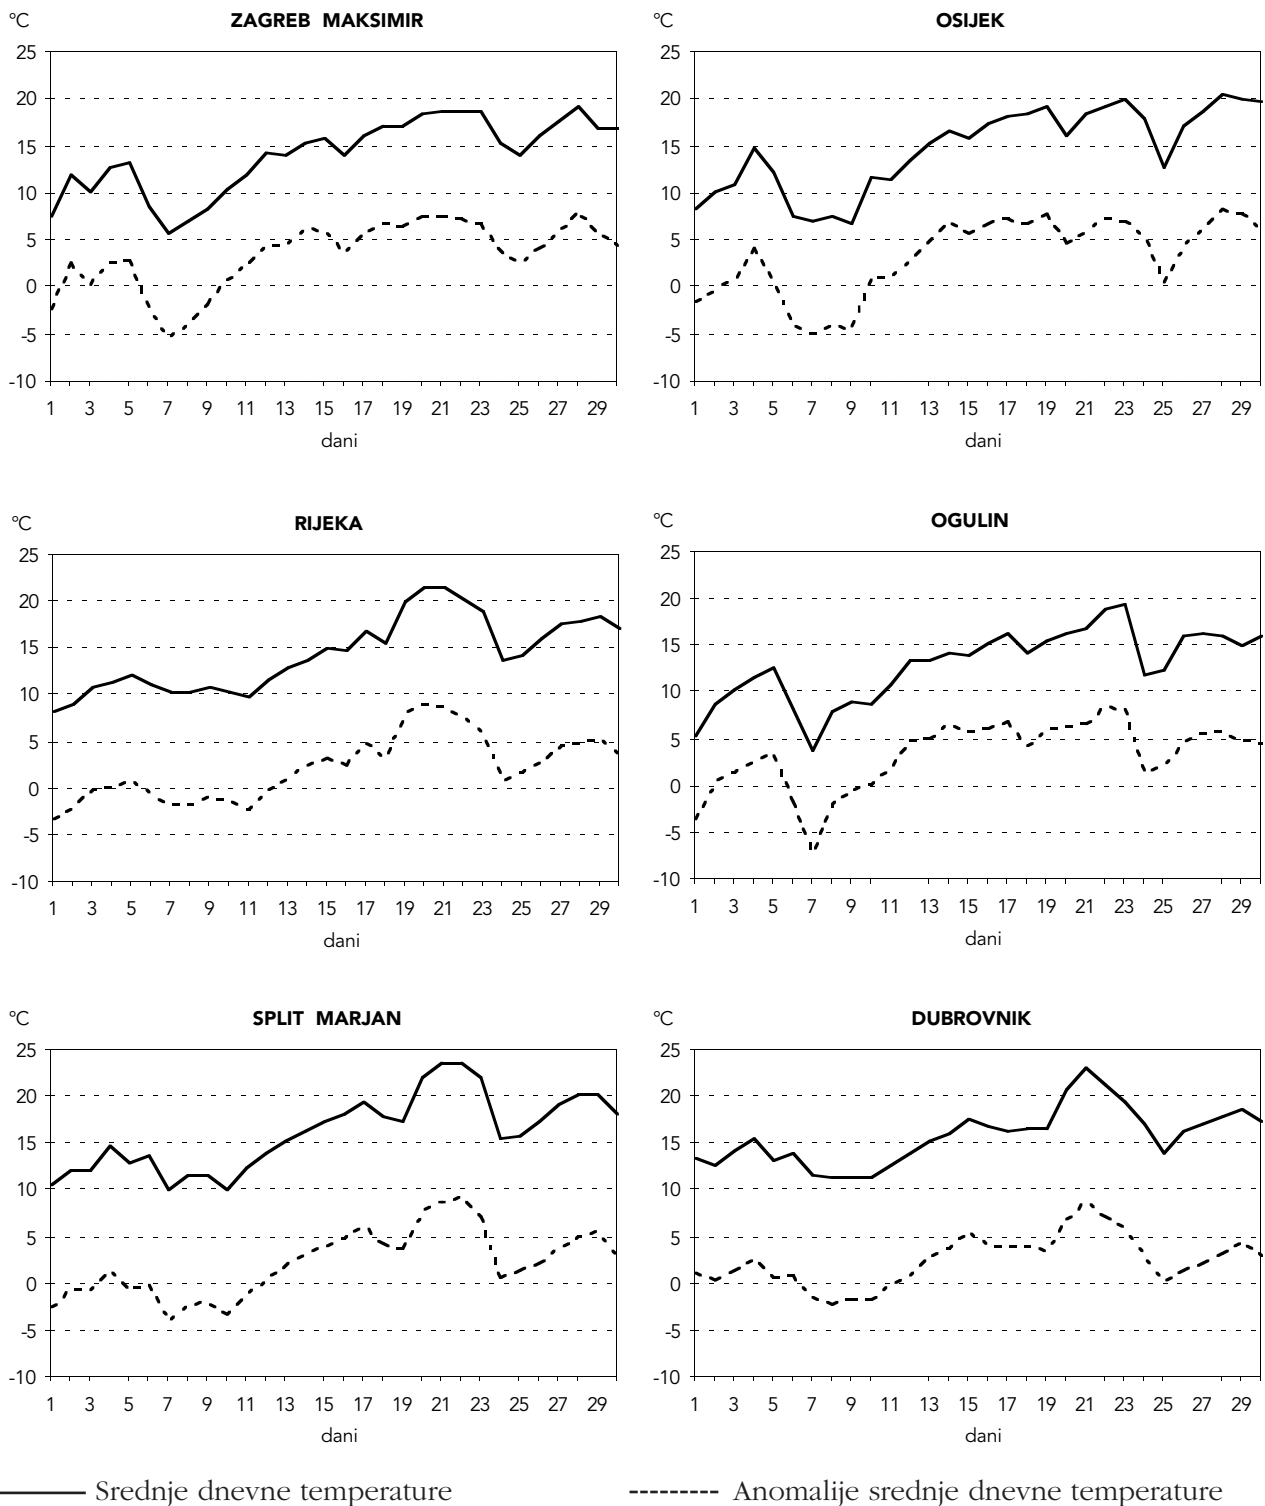 °C ZAGREB MAKSIMIR
25
20
15
10
5
0
-5
-10
1 3 5 7 9 11 13 15 17 19 21 23 25 27 29
dani
°C OSIJEK
25
20
15
10
5
0
-5
-10
1 3 5 7 9 11 13 15 17 19 21 23 25 27 29
dani
°C RIJEKA
25
20
15
10
5
0
-5
-10
1 3 5 7 9 11 13 15 17 19 21 23 25 27 29
dani
°C OGULIN
25
20
15
10
5
0
-5
-10
1 3 5 7 9 11 13 15 17 19 21 23 25 27 29
dani
°C SPLIT MARJAN
25
20
15
10
5
0
-5
-10
1 3 5 7 9 11 13 15 17 19 21 23 25 27 29
dani
°C DUBROVNIK
25
20
15
10
5
0
-5
-10
1 3 5 7 9 11 13 15 17 19 21 23 25 27 29
dani
Srednje dnevne temperature
Anomalije srednje dnevne temperature